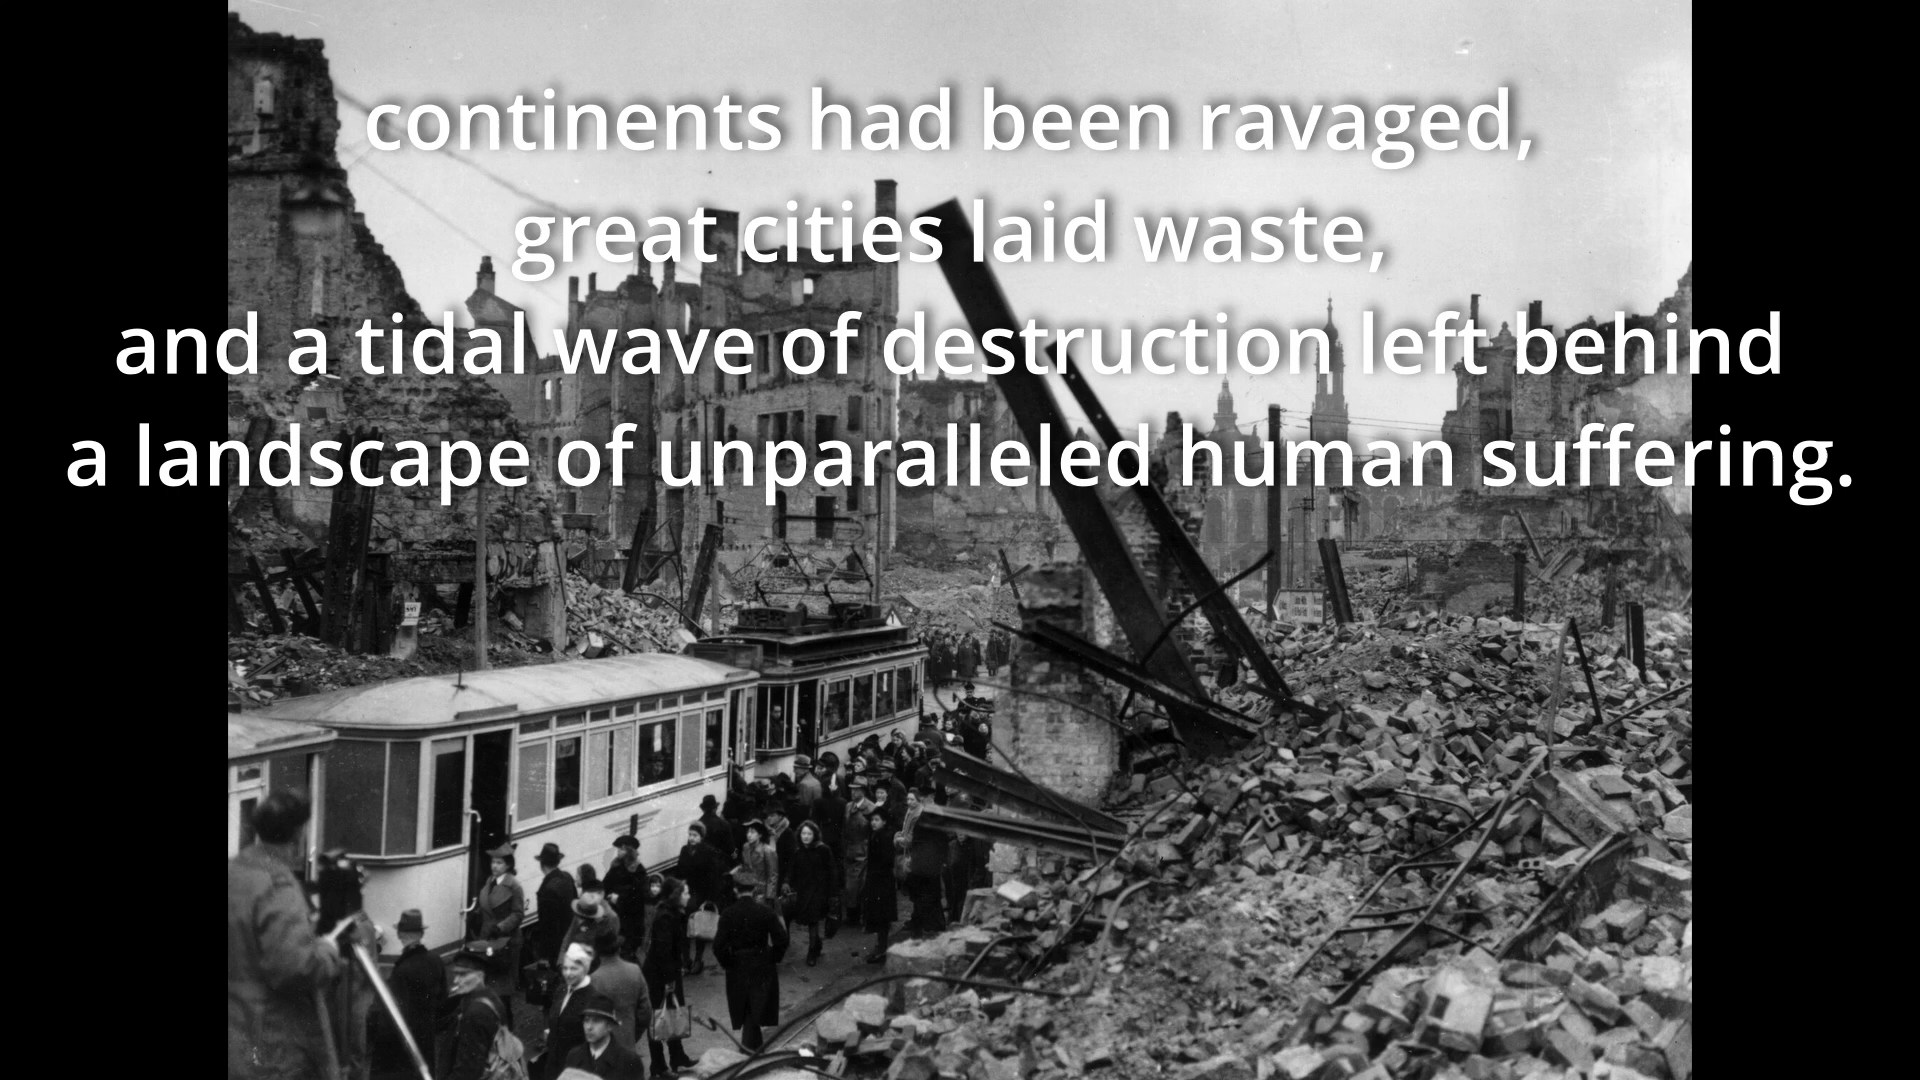 continents had been ravaged,
great cities laid waste,
and a tidal wave of destruction left behind
a landscape of unparalleled human suffering.